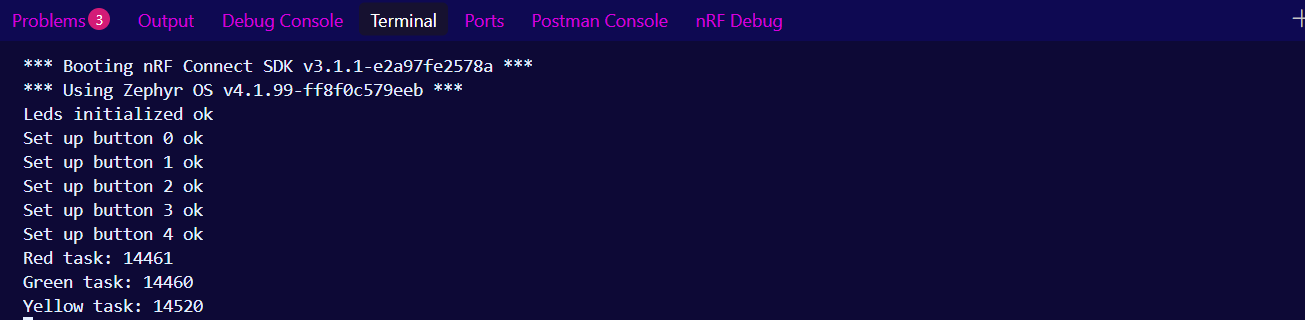 Problems 3 Output Debug Console Terminal Ports Postman Console nRF Debug
*** Booting nRF Connect SDK v3.1.1-e2a97fe2578a ***
*** Using Zephyr OS v4.1.99-ff8f0c579eeb ***
Leds initialized ok
Set up button 0 ok
Set up button 1 ok
Set up button 2 ok
Set up button 3 ok
Set up button 4 ok
Red task: 14461
Green task: 14460
Yellow task: 14520